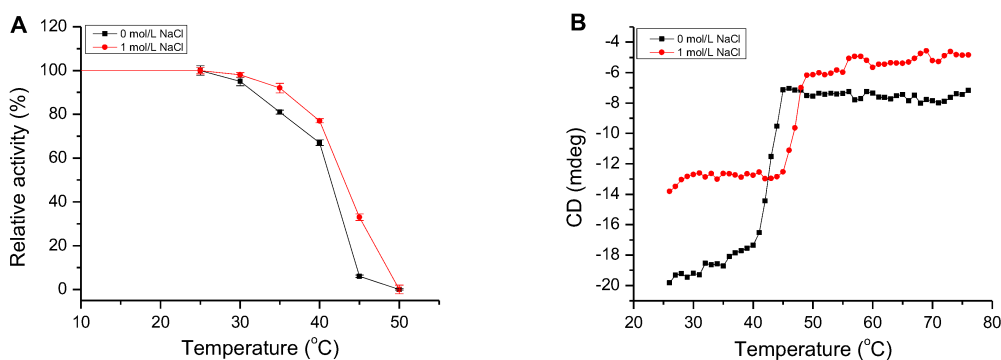 A
0 mol/L NaCl
1 mol/L NaCl
Relative activity (%)
120
100
80
60
40
20
0
10 20 30 40 50
Temperature (°C)
B
0 mol/L NaCl
1 mol/L NaCl
CD (mdeg)
-4
-6
-8
-10
-12
-14
-16
-18
-20
20 30 40 50 60 70 80
Temperature (°C)